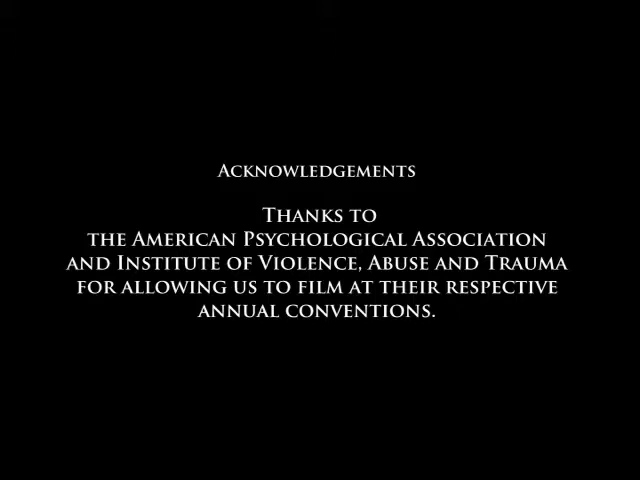 Acknowledgements
Thanks to
the American Psychological Association
and Institute of Violence, Abuse and Trauma
for allowing us to film at their respective
annual conventions.